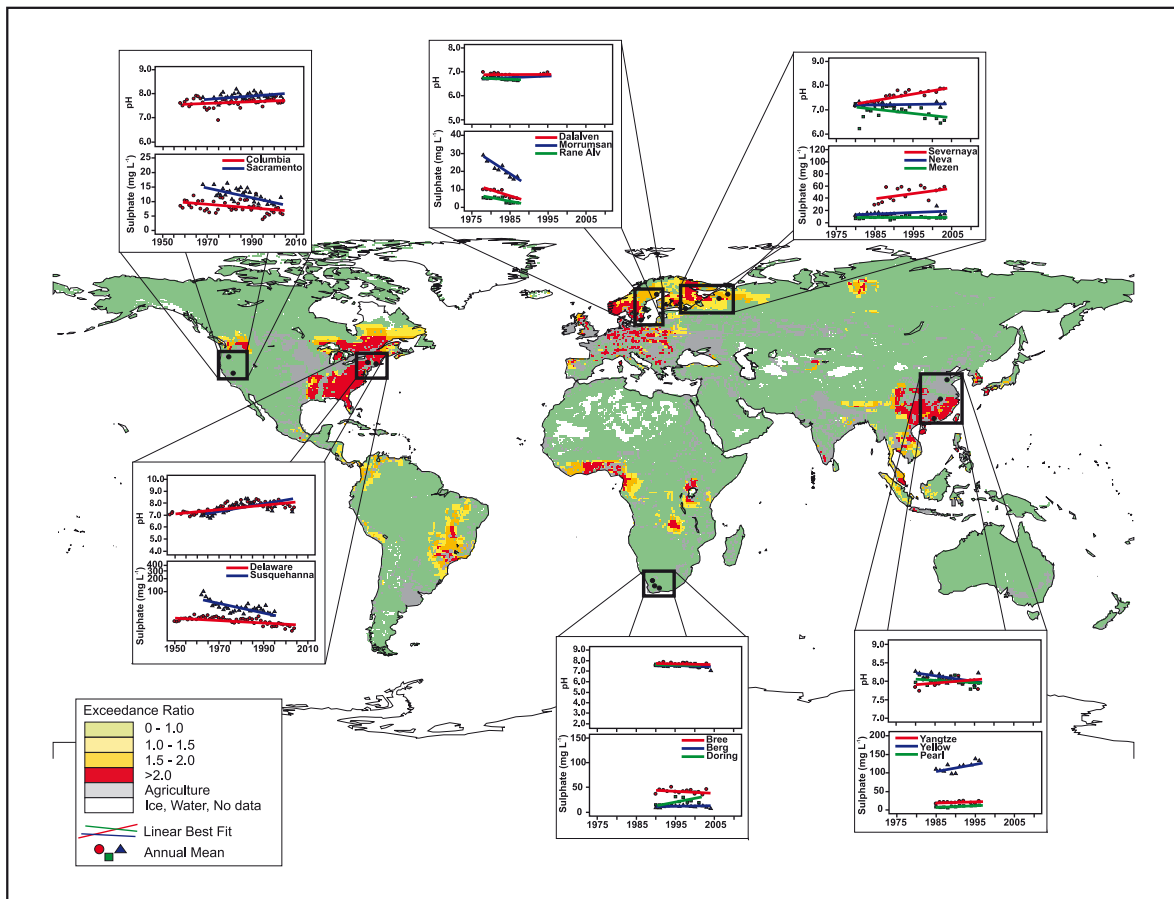 9.0
8.0
pH
6.0
25
20
15
10
5
0
Sulphate (mg L-1)
Columbia
Sacramento
1950
1970
1990
2010
8.0
7.0
pH
5.0
40
30
20
10
0
Sulphate (mg L-1)
Dalalven
Morrumsan
Rane Alv
1975
1985
1995
2005
9.0
8.0
7.0
6.0
pH
120
100
80
60
40
20
0
Sulphate (mg L-1)
Severnaya
Neva
Mezen
1975
1985
1995
2005
10.0
9.0
8.0
7.0
pH
5.0
4.0
400
300
200
100
Sulphate (mg L-1)
Delaware
Susquehanna
1950
1970
1990
2010
9.0
8.0
7.0
6.0
5.0
pH
4.0
3.0
2.0
150
100
50
0
Sulphate (mg L-1)
Bree
Berg
Doring
1975
1985
1995
2005
9.0
8.5
8.0
pH
7.5
7.0
200
150
100
50
0
Sulphate (mg L-1)
Yangtze
Yellow
Pearl
1975
1985
1995
2005
Exceedance Ratio
0 - 1.0
1.0 - 1.5
1.5 - 2.0
>2.0
Agriculture
Ice, Water, No data
Linear Best Fit
Annual Mean